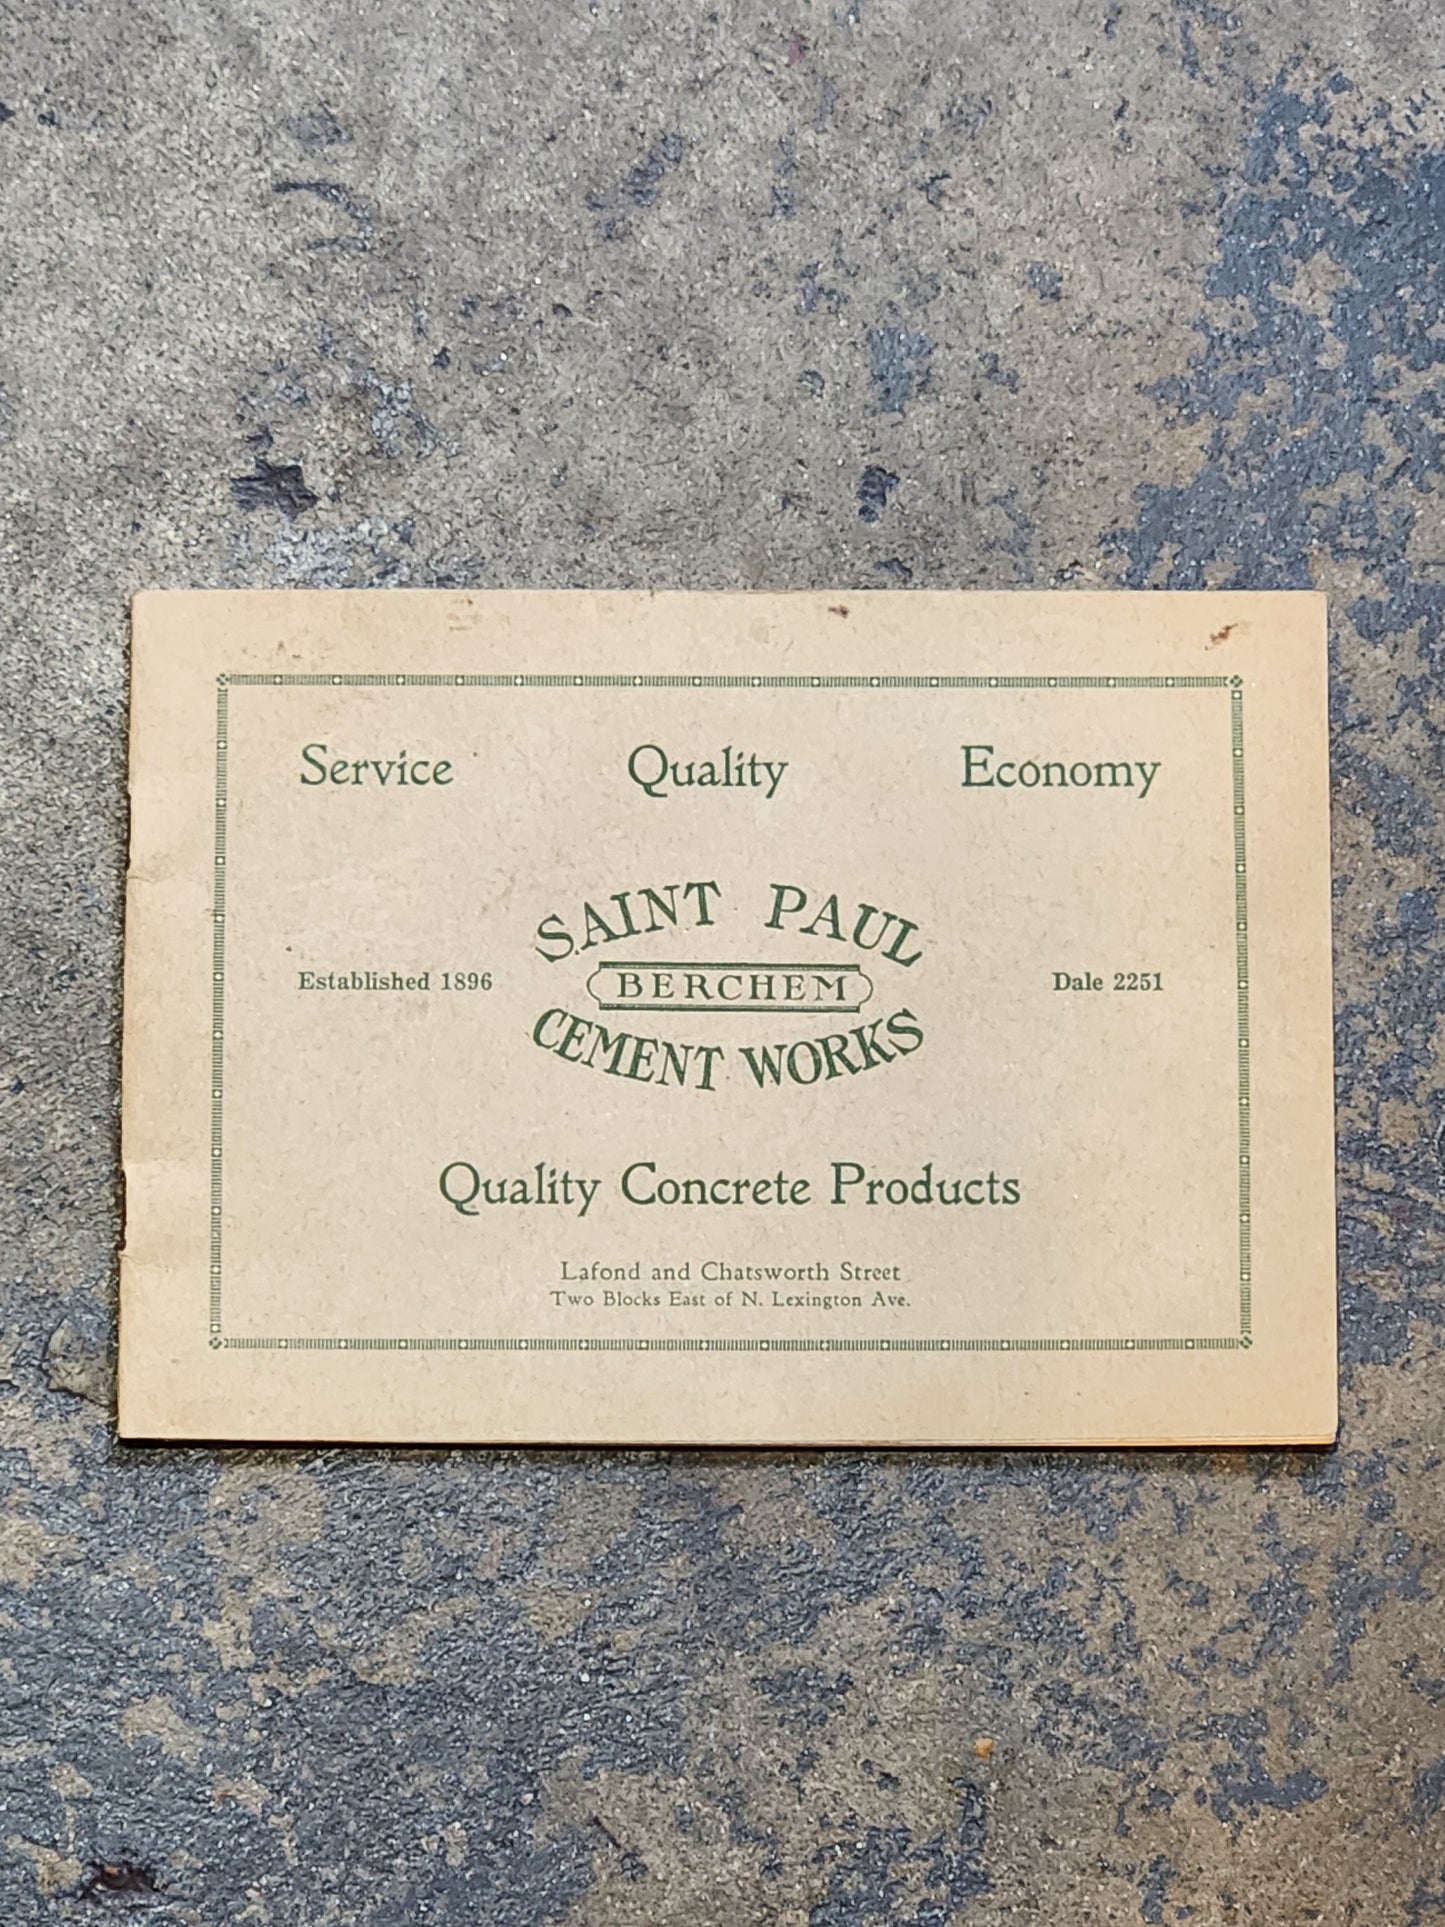 Service Quality Economy
SAINT PAUL
Established 1896 BERCHEM Dale 2251
CEMENT WORKS
Quality Concrete Products
Lafond and Chatsworth Street
Two Blocks East of N. Lexington Ave.